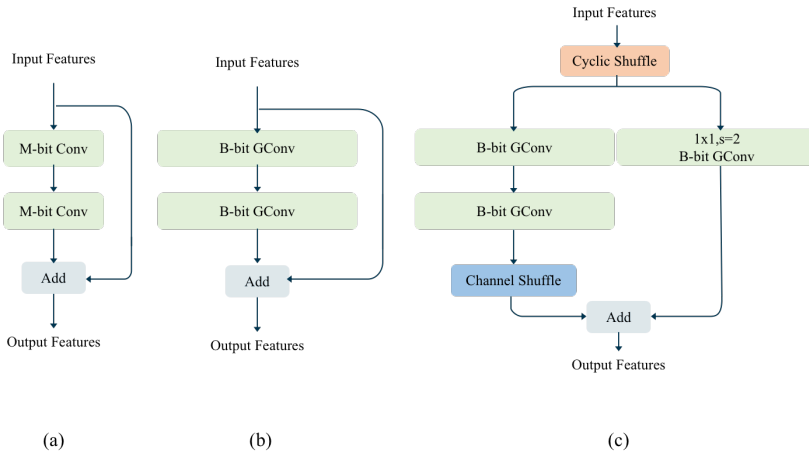 Input Features
M-bit Conv
M-bit Conv
Add
Output Features
(a)
Input Features
B-bit GConv
B-bit GConv
Add
Output Features
(b)
Input Features
Cyclic Shuffle
B-bit GConv
1x1,s=2
B-bit GConv
B-bit GConv
Channel Shuffle
Add
Output Features
(c)